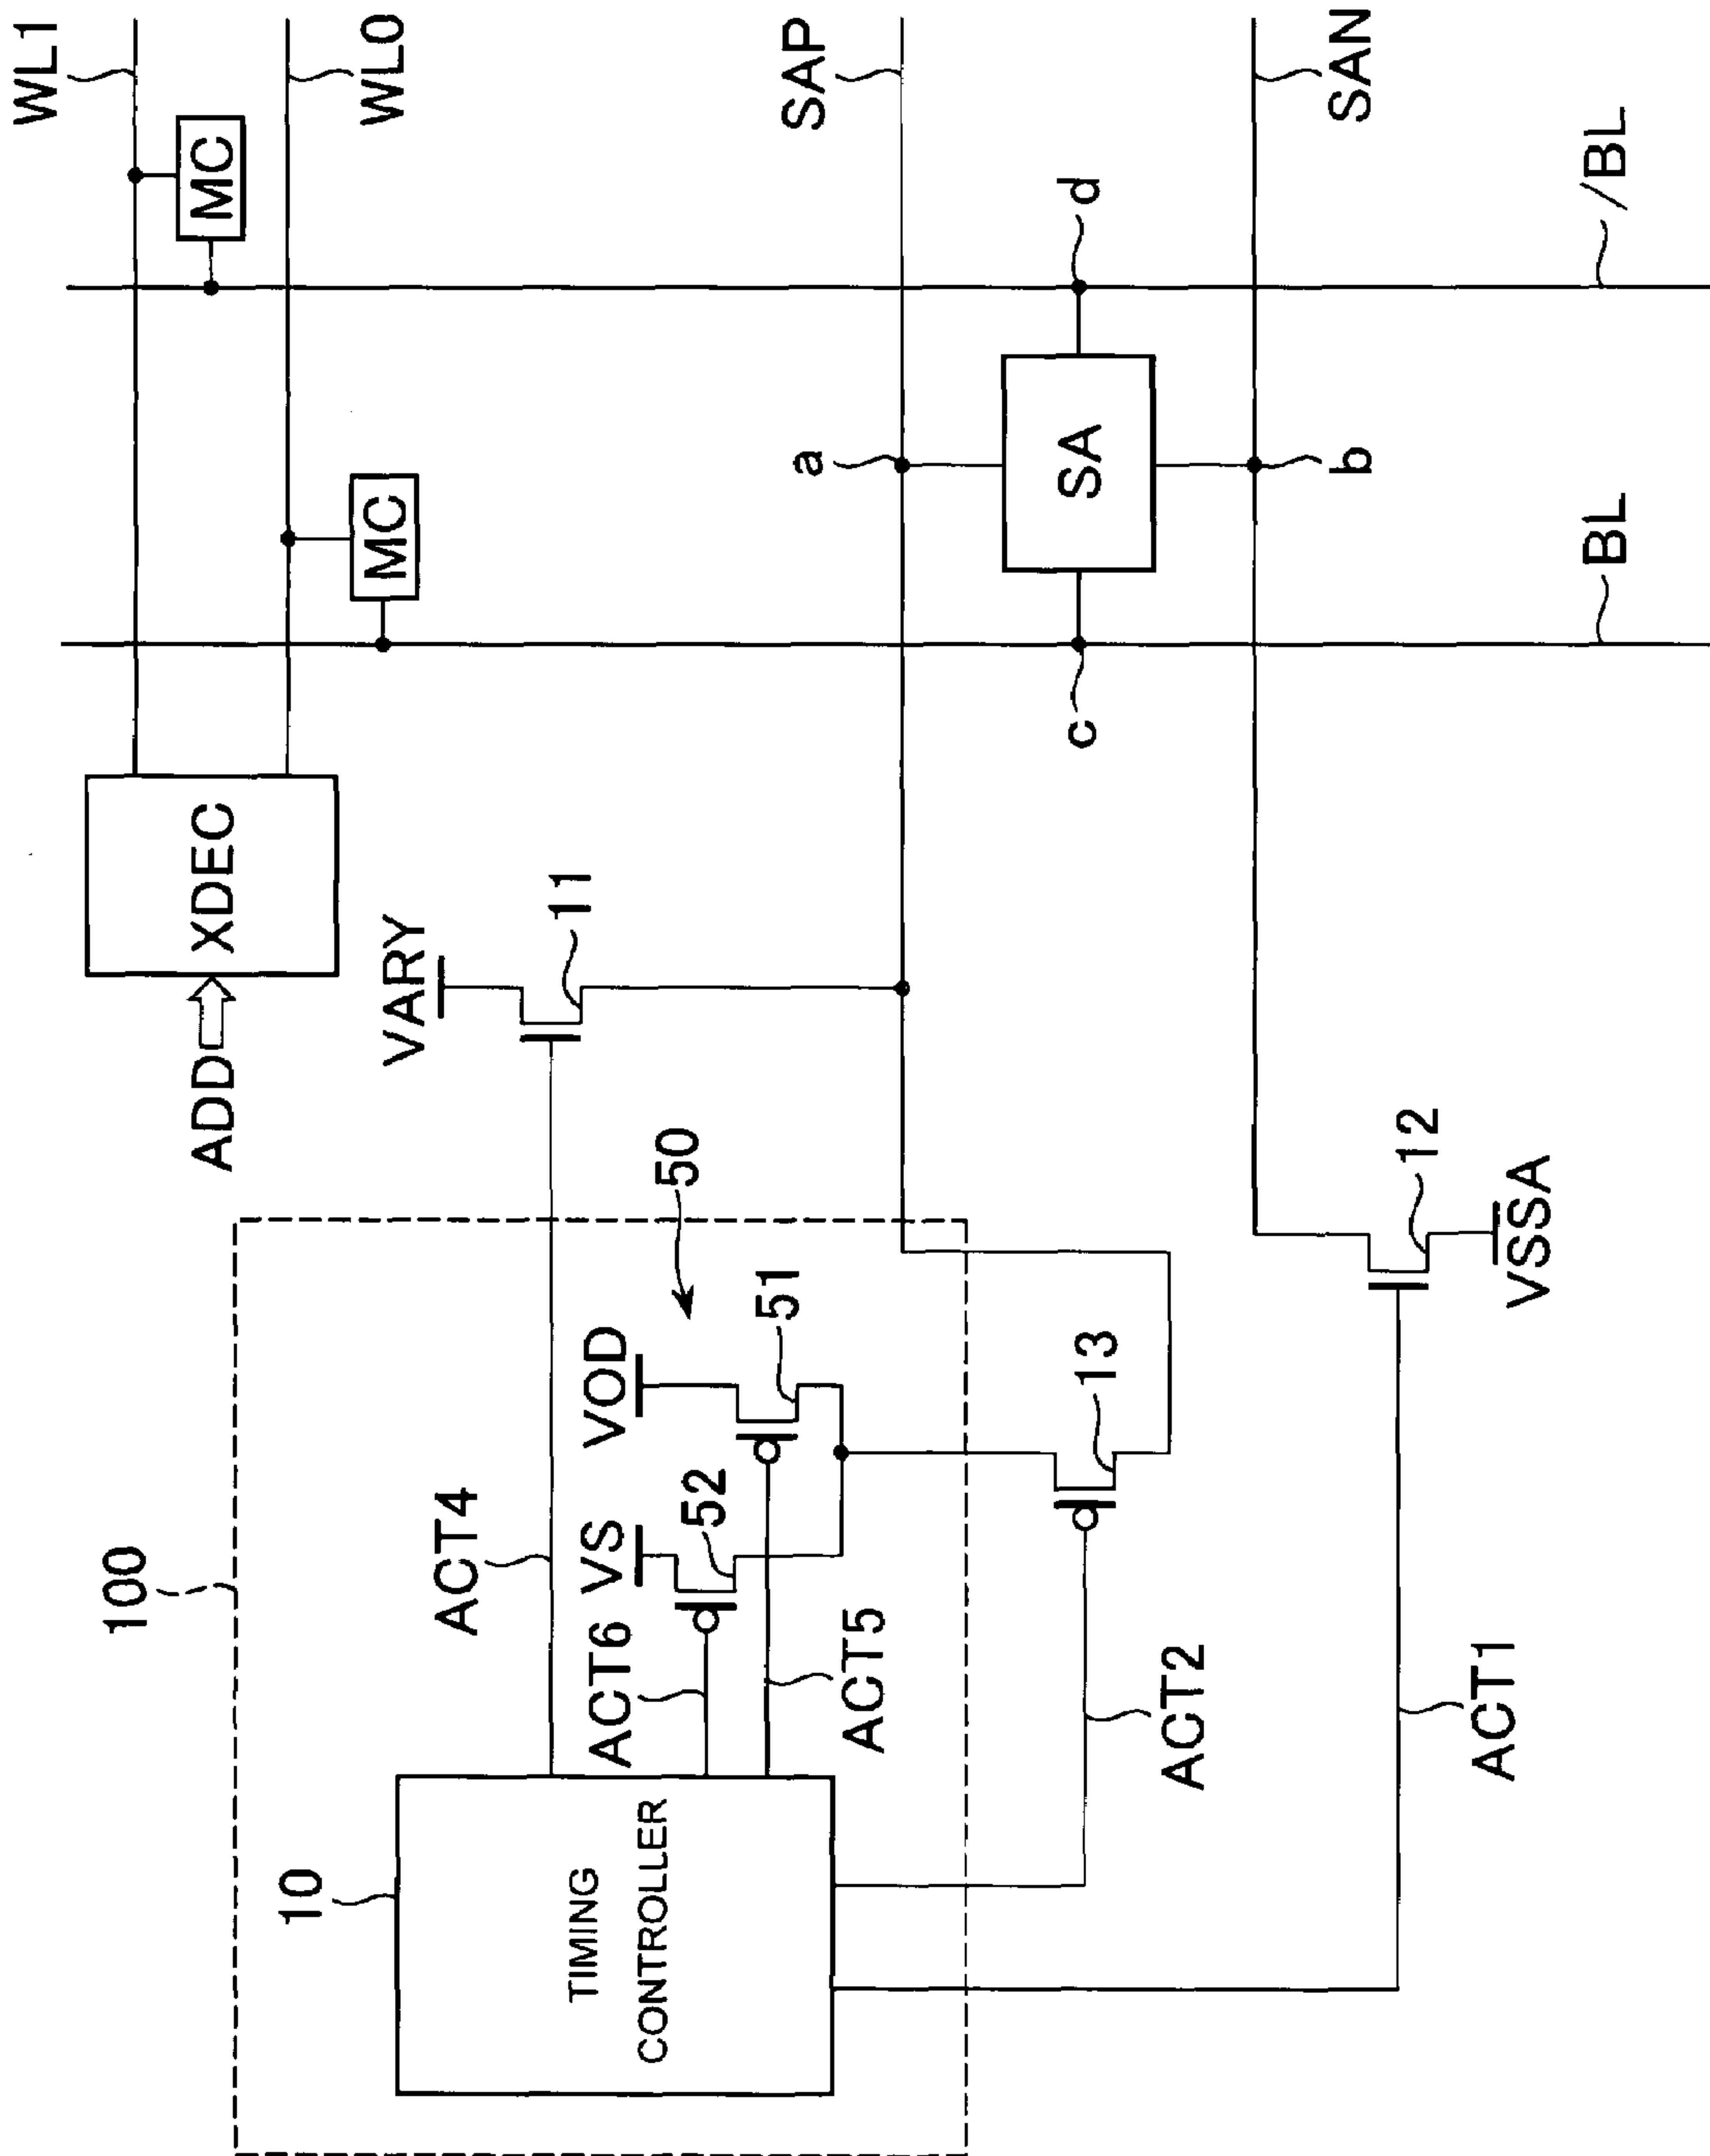 WL1
WL0
MC
MC
XDEC
ADD
SAP
SAN
a
b
c
d
SA
BL
/BL
VARY
11
50
VOD
51
VS
52
13
12
VSSA
100
10
TIMING
CONTROLLER
ACT4
ACT6
ACT5
ACT2
ACT1